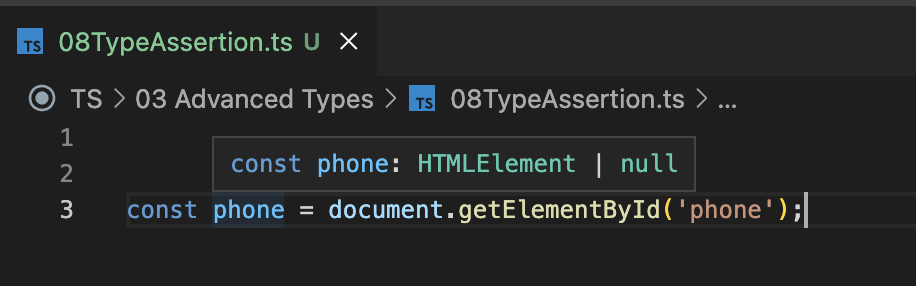 TS 08TypeAssertion.ts U ×
TS > 03 Advanced Types > TS 08TypeAssertion.ts > ...
1
const phone: HTMLElement | null
2
3 const phone = document.getElementById('phone');